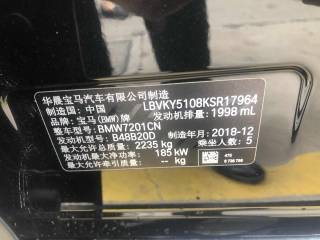 华晨宝马汽车有限公司制造
中国 LBVKY5108KSR17964
品牌: 宝马(BMW)牌 发动机排量: 1998 mL
整车型号: BMW7201CN
发动机型号: B48B20D 制造年月: 2018-12
最大允许总质量: 2235 kg 乘坐人数: 5
发动机最大净功率: 185 kW
最大允许牵引质量: -- kg